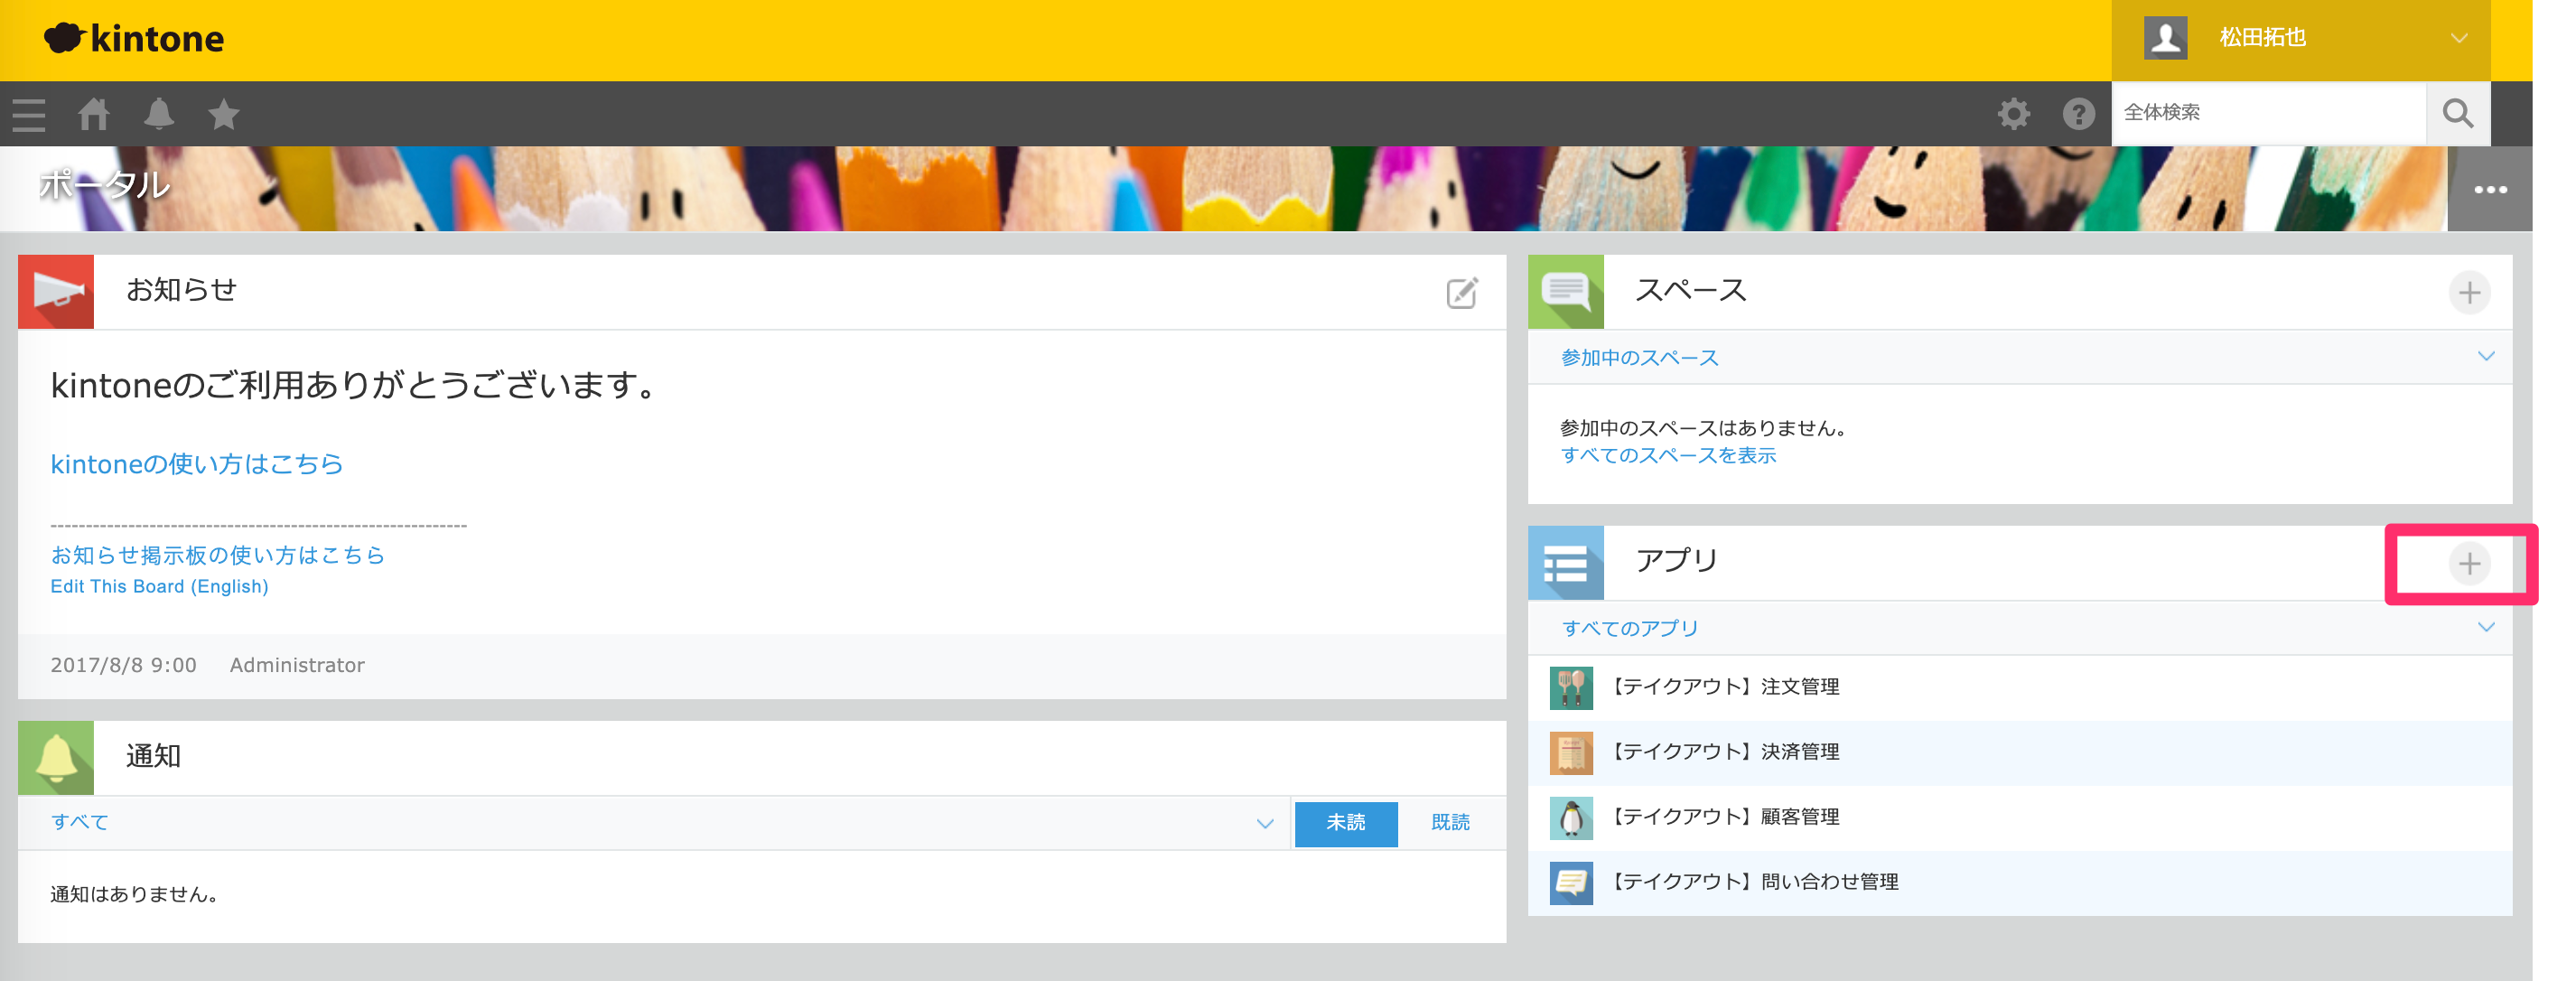 kintone
松田拓也
全体検索
ポータル
お知らせ
kintoneのご利用ありがとうございます。
kintoneの使い方はこちら
-----------------------------------------------------------
お知らせ掲示板の使い方はこちら
Edit This Board (English)
2017/8/8 9:00 Administrator
通知
すべて
未読 既読
通知はありません。
スペース
参加中のスペース
参加中のスペースはありません。
すべてのスペースを表示
アプリ
すべてのアプリ
【テイクアウト】注文管理
【テイクアウト】決済管理
【テイクアウト】顧客管理
【テイクアウト】問い合わせ管理